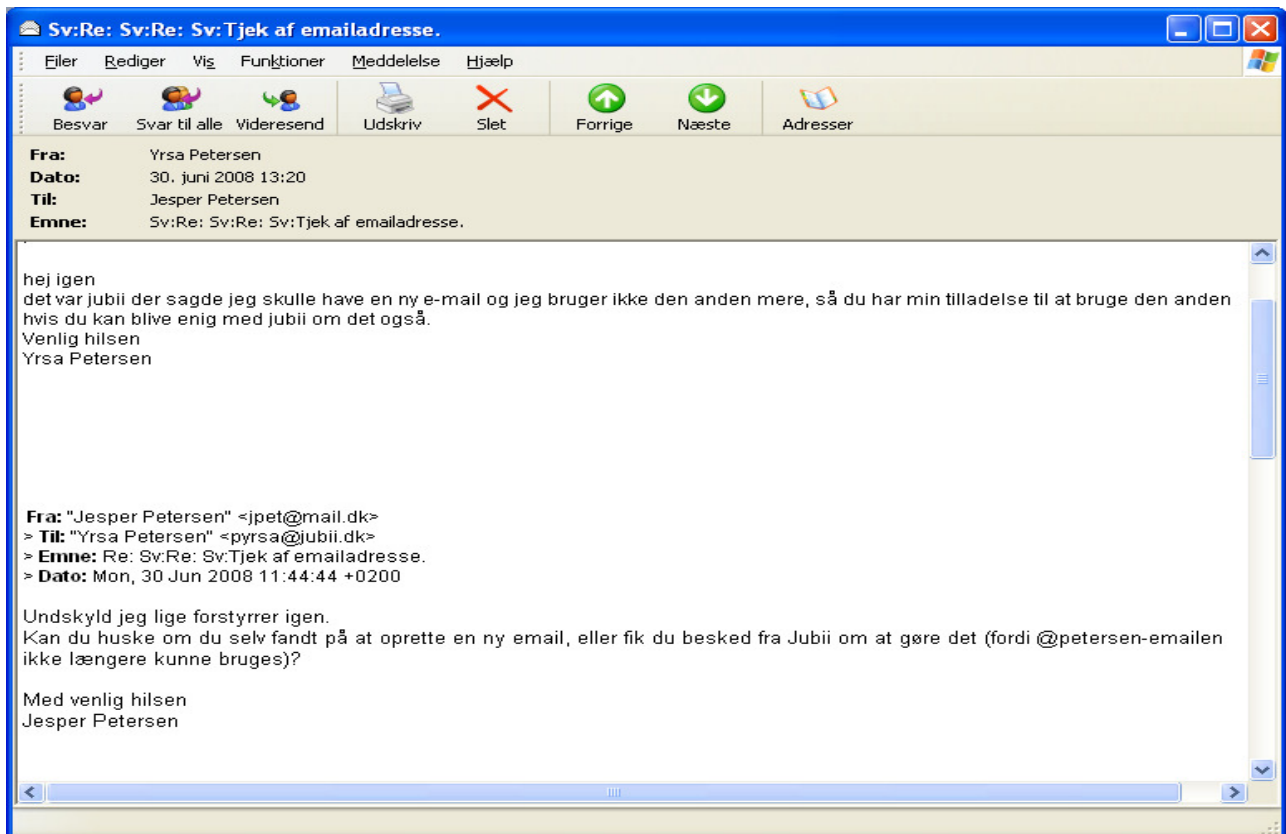 Sv:Re: Sv:Re: Sv:Tjek af emailadresse.
Filer Rediger Vis Funktioner Meddelelse Hjælp
Besvar Svar til alle Videresend Udskriv Slet Forrige Næste Adresser
Fra: Yrsa Petersen
Dato: 30. juni 2008 13:20
Til: Jesper Petersen
Emne: Sv:Re: Sv:Re: Sv:Tjek af emailadresse.
hej igen
det var jubii der sagde jeg skulle have en ny e-mail og jeg bruger ikke den anden mere, så du har min tilladelse til at bruge den anden
hvis du kan blive enig med jubii om det også.
Venlig hilsen
Yrsa Petersen
Fra: "Jesper Petersen" <jpet@mail.dk>
> Til: "Yrsa Petersen" <pyrsa@jubii.dk>
> Emne: Re: Sv:Re: Sv:Tjek af emailadresse.
> Dato: Mon, 30 Jun 2008 11:44:44 +0200
Undskyld jeg lige forstyrrer igen.
Kan du huske om du selv fandt på at oprette en ny email, eller fik du besked fra Jubii om at gøre det (fordi @petersen-emailen
ikke længere kunne bruges)?
Med venlig hilsen
Jesper Petersen